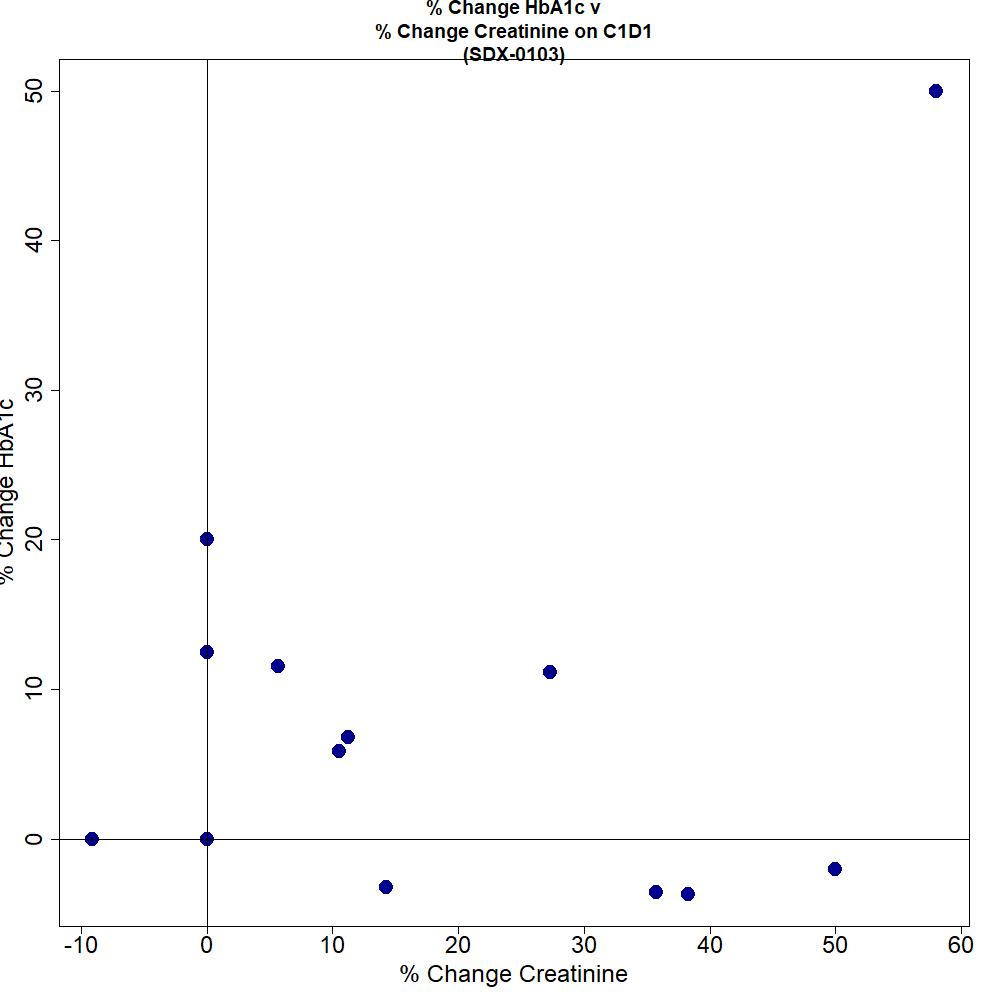 % Change HbA1c v
% Change Creatinine on C1D1
(SDX-0103)
50
40
30
20
10
0
% Change HbA1c
-10 0 10 20 30 40 50 60
% Change Creatinine